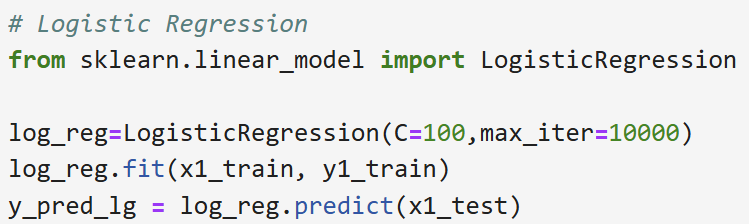 # Logistic Regression
from sklearn.linear_model import LogisticRegression
log_reg=LogisticRegression(C=100,max_iter=10000)
log_reg.fit(x1_train, y1_train)
y_pred_lg = log_reg.predict(x1_test)